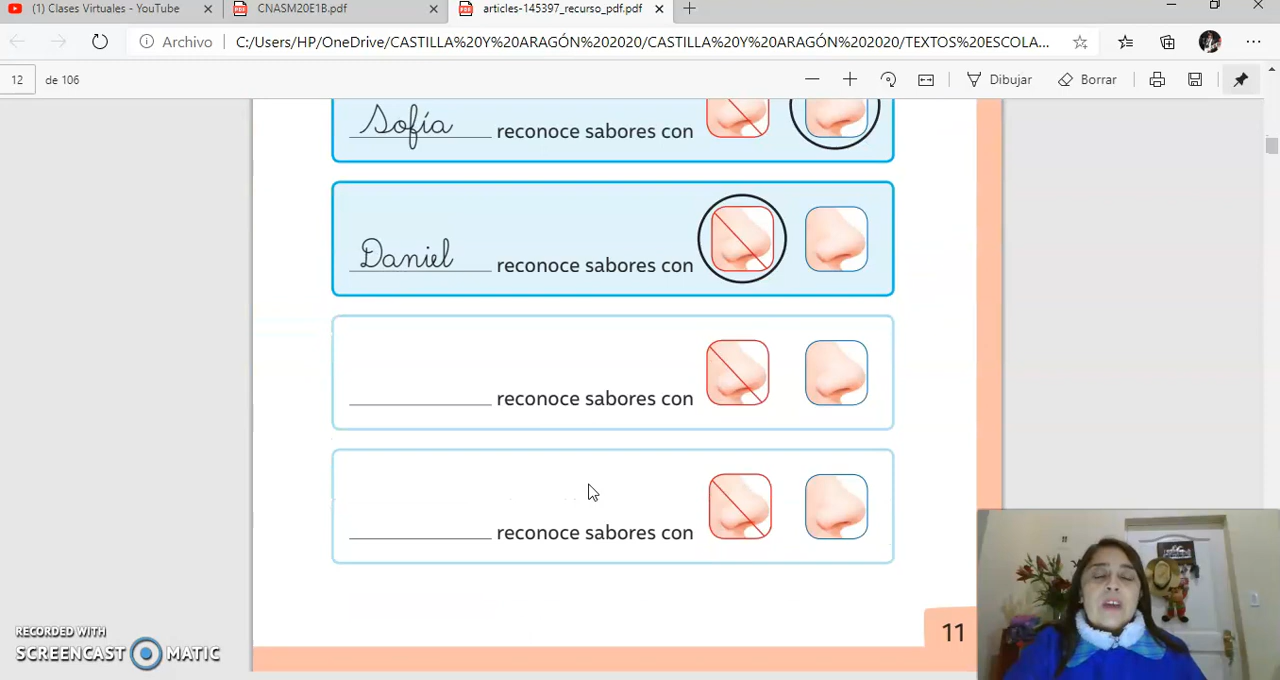 (1) Clases Virtuales - YouTube
CNASM20E1B.pdf
articles-145397_recurso_pdf.pdf
Archivo
C:/Users/HP/OneDrive/CASTILLA%20Y%20ARAGÓN%202020/CASTILLA%20Y%20ARAGÓN%202020/TEXTOS%20ESCOLA...
12 de 106
Dibujar
Borrar
Sofía reconoce sabores con
Daniel reconoce sabores con
reconoce sabores con
reconoce sabores con
11
RECORDED WITH
SCREENCAST MATIC